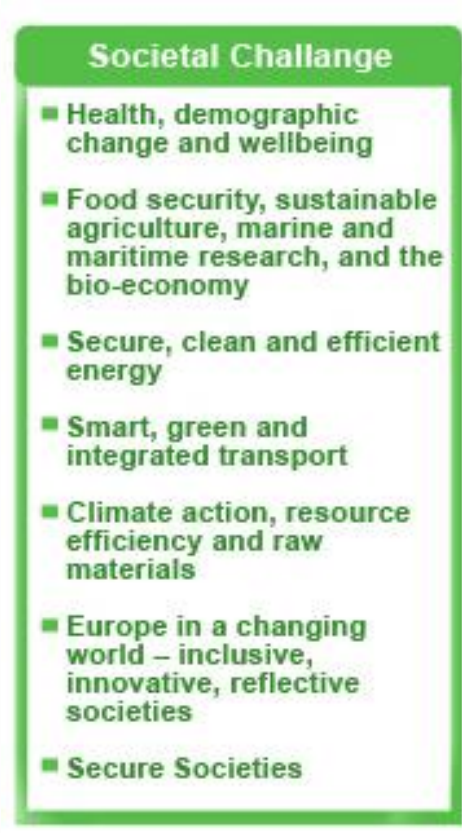 Societal Challange
Health, demographic
change and wellbeing
Food security, sustainable
agriculture, marine and
maritime research, and the
bio-economy
Secure, clean and efficient
energy
Smart, green and
integrated transport
Climate action, resource
efficiency and raw
materials
Europe in a changing
world – inclusive,
innovative, reflective
societies
Secure Societies